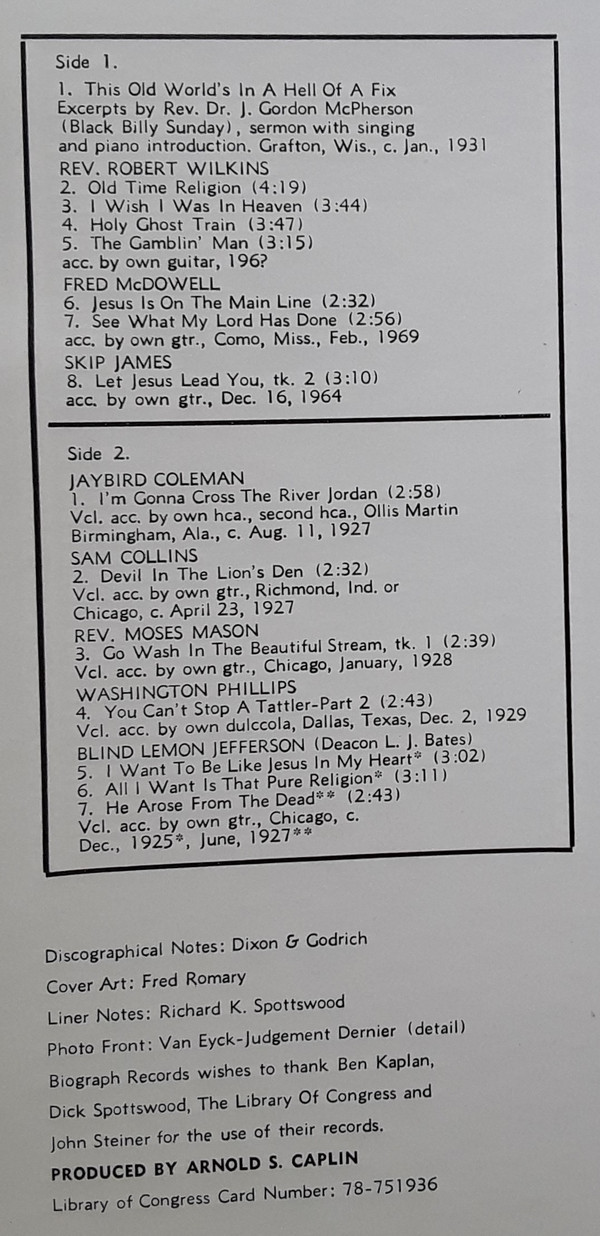 Side 1.
1. This Old World's In A Hell Of A Fix
Excerpts by Rev. Dr. J. Gordon McPherson
(Black Billy Sunday), sermon with singing
and piano introduction. Grafton, Wis., c. Jan., 1931
REV. ROBERT WILKINS
2. Old Time Religion (4:19)
3. I Wish I Was In Heaven (3:44)
4. Holy Ghost Train (3:47)
5. The Gamblin' Man (3:15)
acc. by own guitar, 196?
FRED McDOWELL
6. Jesus Is On The Main Line (2:32)
7. See What My Lord Has Done (2:56)
acc. by own gtr., Como, Miss., Feb., 1969
SKIP JAMES
8. Let Jesus Lead You, tk. 2 (3:10)
acc. by own gtr., Dec. 16, 1964
Side 2.
JAYBIRD COLEMAN
1. I'm Gonna Cross The River Jordan (2:58)
Vcl. acc. by own hca., second hca., Ollis Martin
Birmingham, Ala., c. Aug. 11, 1927
SAM COLLINS
2. Devil In The Lion's Den (2:32)
Vcl. acc. by own gtr., Richmond, Ind. or
Chicago, c. April 23, 1927
REV. MOSES MASON
3. Go Wash In The Beautiful Stream, tk. 1 (2:39)
Vcl. acc. by own gtr., Chicago, January, 1928
WASHINGTON PHILLIPS
4. You Can't Stop A Tattler-Part 2 (2:43)
Vcl. acc. by own dulccola, Dallas, Texas, Dec. 2, 1929
BLIND LEMON JEFFERSON (Deacon L. J. Bates)
5. I Want To Be Like Jesus In My Heart* (3:02)
6. All I Want Is That Pure Religion* (3:11)
7. He Arose From The Dead** (2:43)
Vcl. acc. by own gtr., Chicago, c.
Dec., 1925*, June, 1927**
Discographical Notes: Dixon & Godrich
Cover Art: Fred Romary
Liner Notes: Richard K. Spottswood
Photo Front: Van Eyck-Judgement Dernier (detail)
Biograph Records wishes to thank Ben Kaplan,
Dick Spottswood, The Library Of Congress and
John Steiner for the use of their records.
PRODUCED BY ARNOLD S. CAPLIN
Library of Congress Card Number: 78-751936